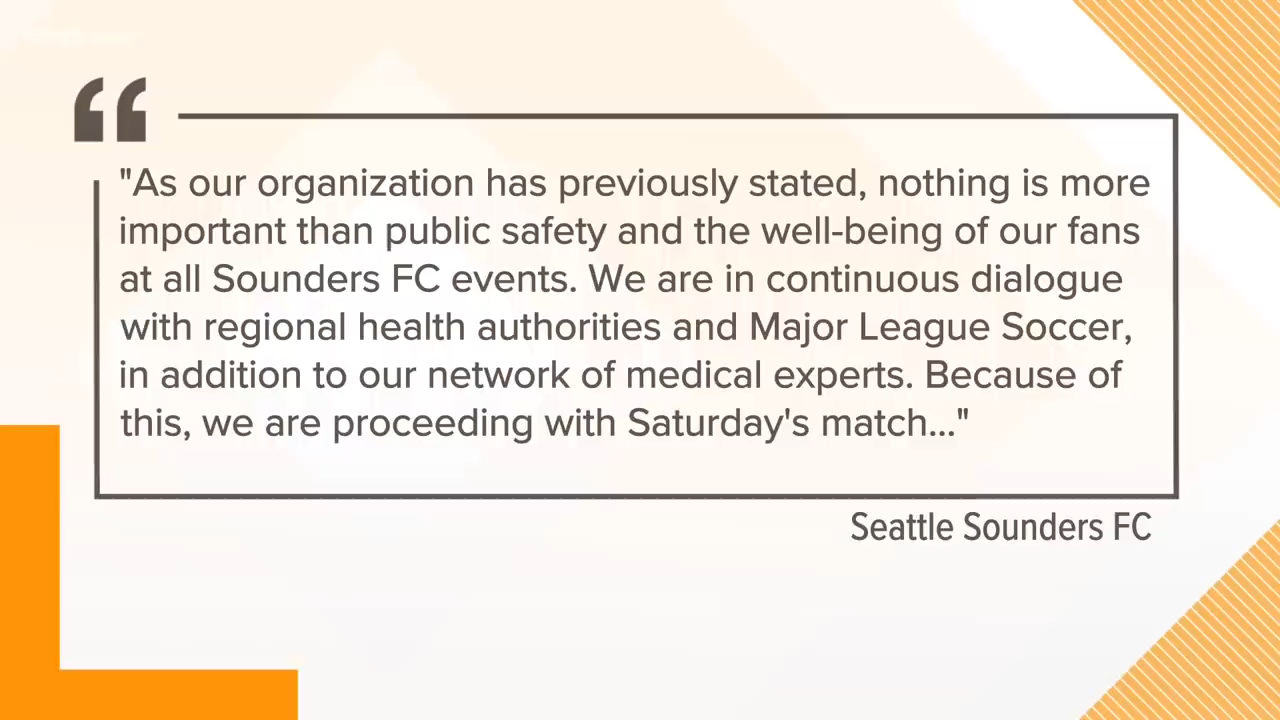 "As our organization has previously stated, nothing is more
important than public safety and the well-being of our fans
at all Sounders FC events. We are in continuous dialogue
with regional health authorities and Major League Soccer,
in addition to our network of medical experts. Because of
this, we are proceeding with Saturday's match..."
Seattle Sounders FC